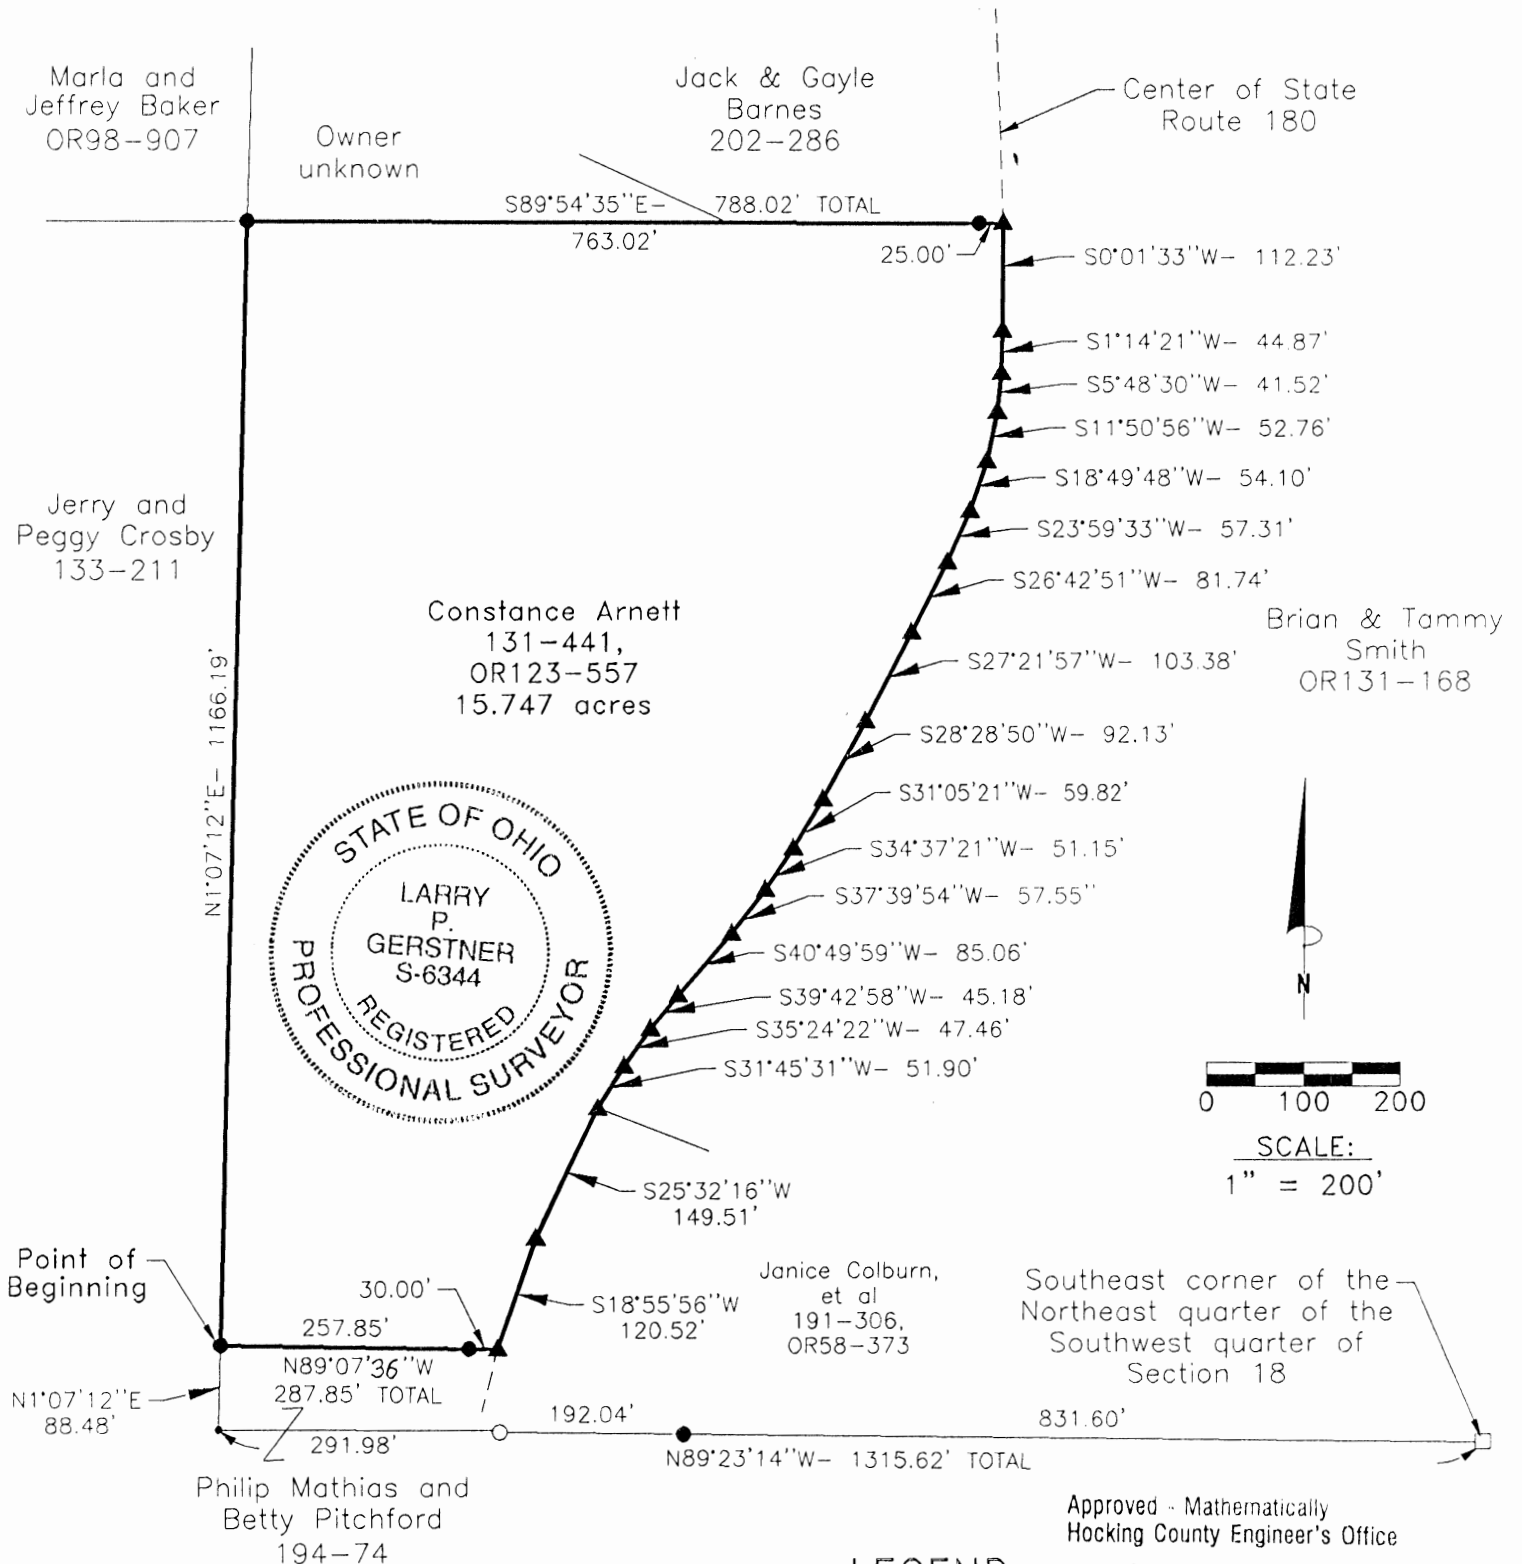 Marla and
Jeffrey Baker
OR98-907
Owner
unknown
Jack & Gayle
Barnes
202-286
Center of State
Route 180
S89°54'35''E- 788.02' TOTAL
763.02'
25.00'
S0°01'33''W- 112.23'
S1°14'21''W- 44.87'
S5°48'30''W- 41.52'
S11°50'56''W- 52.76'
S18°49'48''W- 54.10'
S23°59'33''W- 57.31'
S26°42'51''W- 81.74'
S27°21'57''W- 103.38'
S28°28'50''W- 92.13'
S31°05'21''W- 59.82'
S34°37'21''W- 51.15'
S37°39'54''W- 57.55''
S40°49'59''W- 85.06'
S39°42'58''W- 45.18'
S35°24'22''W- 47.46'
S31°45'31''W- 51.90'
S25°32'16''W
149.51'
S18°55'56''W
120.52'
Jerry and
Peggy Crosby
133-211
N1°07'12''E- 1166.19'
Constance Arnett
131-441,
OR123-557
15.747 acres
Brian & Tammy
Smith
OR131-168
STATE OF OHIO
LARRY
P.
GERSTNER
S-6344
REGISTERED
PROFESSIONAL SURVEYOR
N
0 100 200
SCALE:
1" = 200'
Point of
Beginning
30.00'
257.85'
N89°07'36''W
287.85' TOTAL
N1°07'12''E
88.48'
Janice Colburn,
et al
191-306,
OR58-373
Southeast corner of the
Northeast quarter of the
Southwest quarter of
Section 18
291.98'
192.04'
831.60'
N89°23'14''W- 1315.62' TOTAL
Philip Mathias and
Betty Pitchford
194-74
Approved - Mathematically
Hocking County Engineer's Office
LEGEND